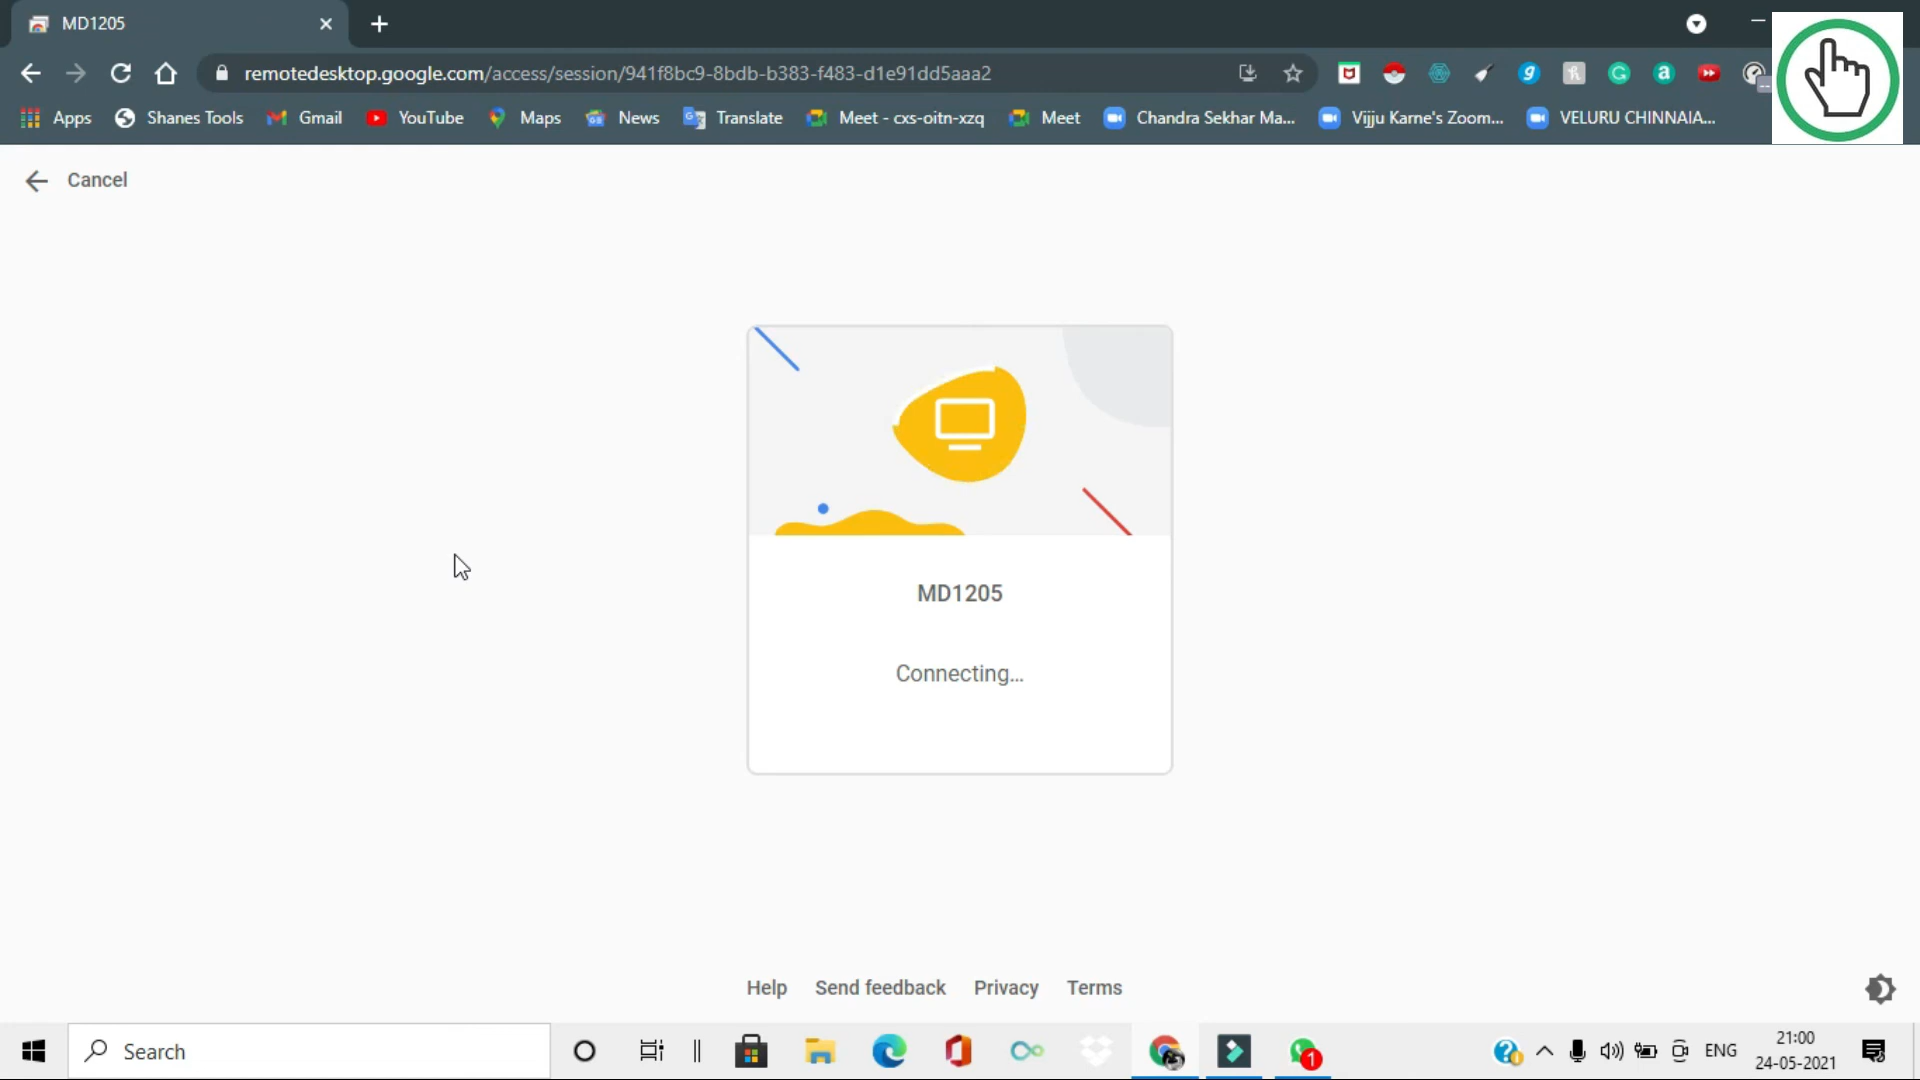 MD1205
remotedesktop.google.com/access/session/941f8bc9-8bdb-b383-f483-d1e91dd5aaa2
Apps Shanes Tools Gmail YouTube Maps News Translate Meet - cxs-oitn-xzq Meet Chandra Sekhar Ma... Vijju Karne's Zoom... VELURU CHINNAIA...
Cancel
MD1205
Connecting...
Help Send feedback Privacy Terms
Search
1
ENG
21:00
24-05-2021